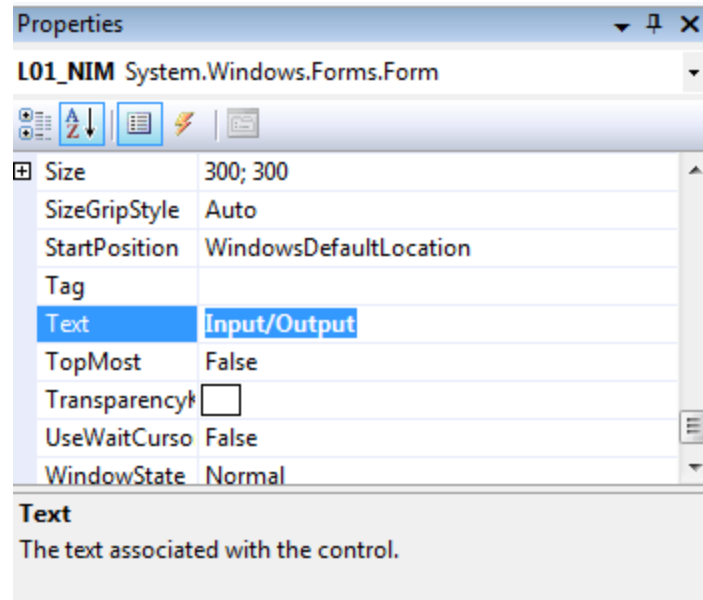 Properties
L01_NIM System.Windows.Forms.Form
A
Z
Size 300; 300
SizeGripStyle Auto
StartPosition WindowsDefaultLocation
Tag
Text Input/Output
TopMost False
TransparencyK
UseWaitCurso False
WindowState Normal
Text
The text associated with the control.